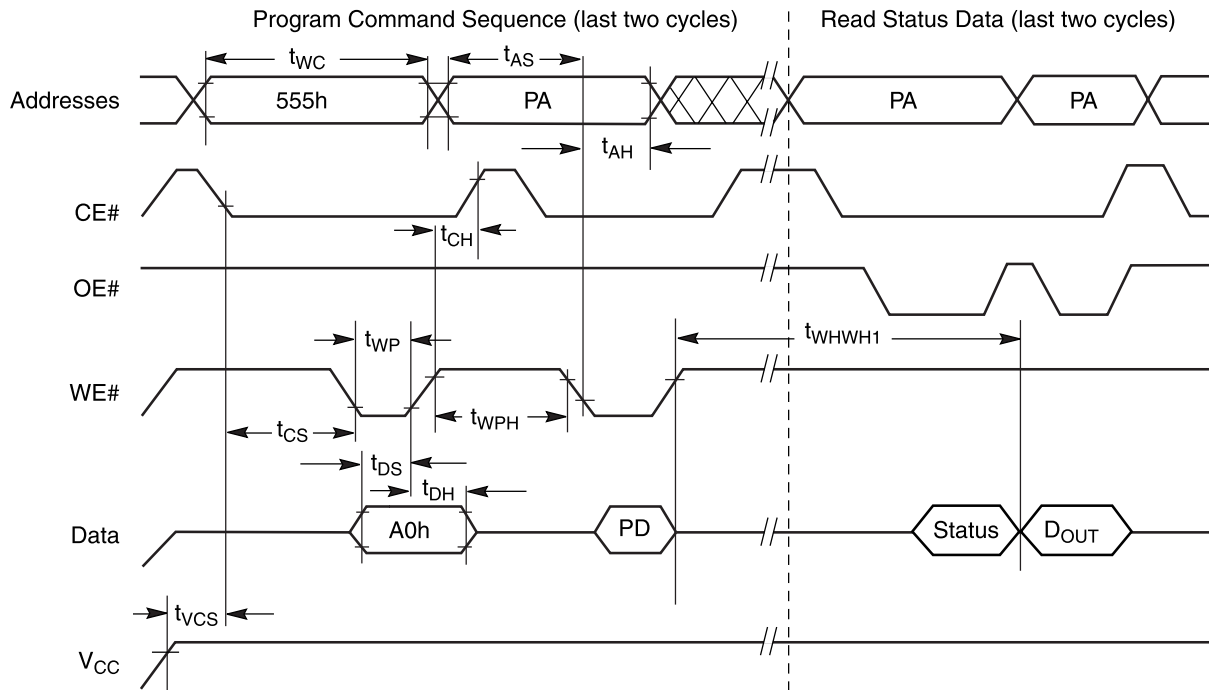 Program Command Sequence (last two cycles)
Read Status Data (last two cycles)
tWC
tAS
Addresses
555h
PA
PA
PA
tAH
CE#
tCH
OE#
tWP
tWHWH1
WE#
tWPH
tCS
tDS
tDH
Data
A0h
PD
Status
DOUT
tVCS
VCC